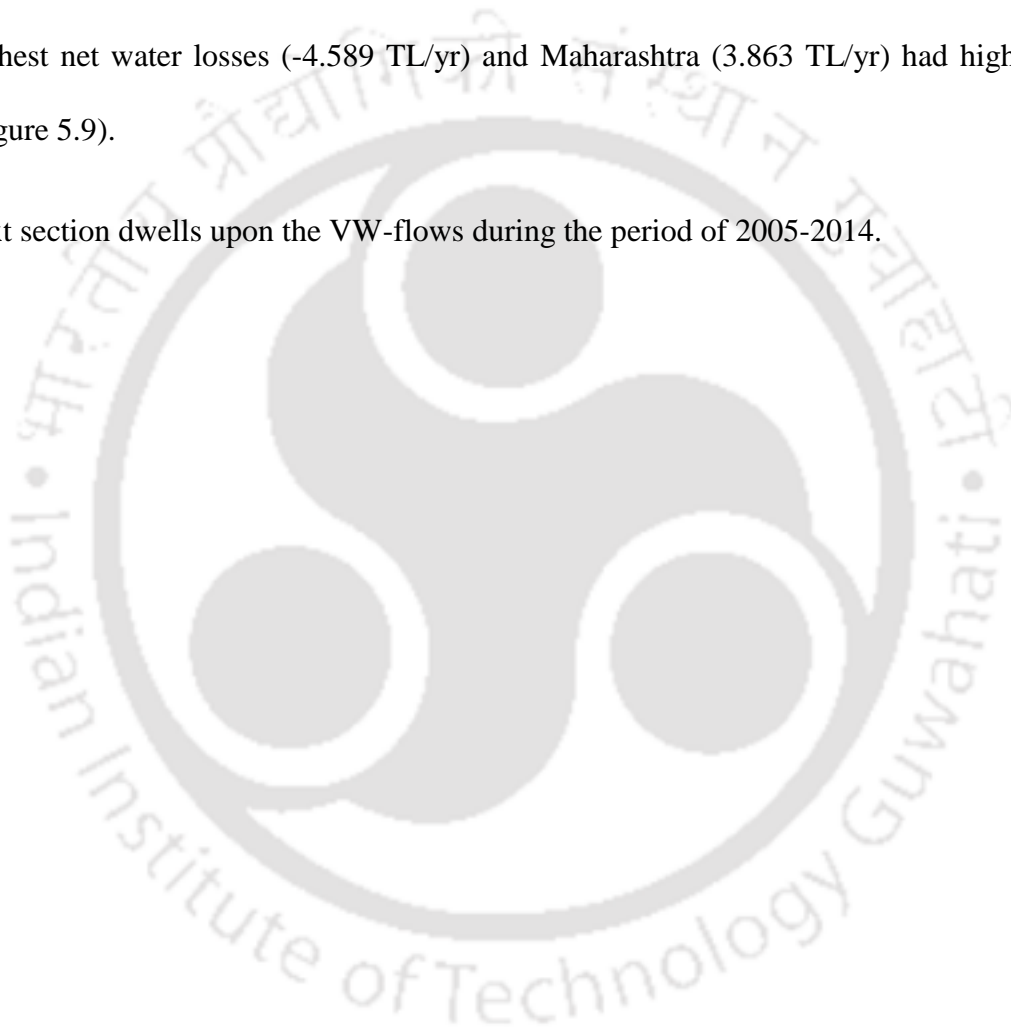 hest net water losses (-4.589 TL/yr) and Maharashtra (3.863 TL/yr) had high
gure 5.9).
t section dwells upon the VW-flows during the period of 2005-2014.
भारतीय प्रौद्योगिकी संस्थान गुवाहाटी
• Indian Institute of Technology Guwahati •